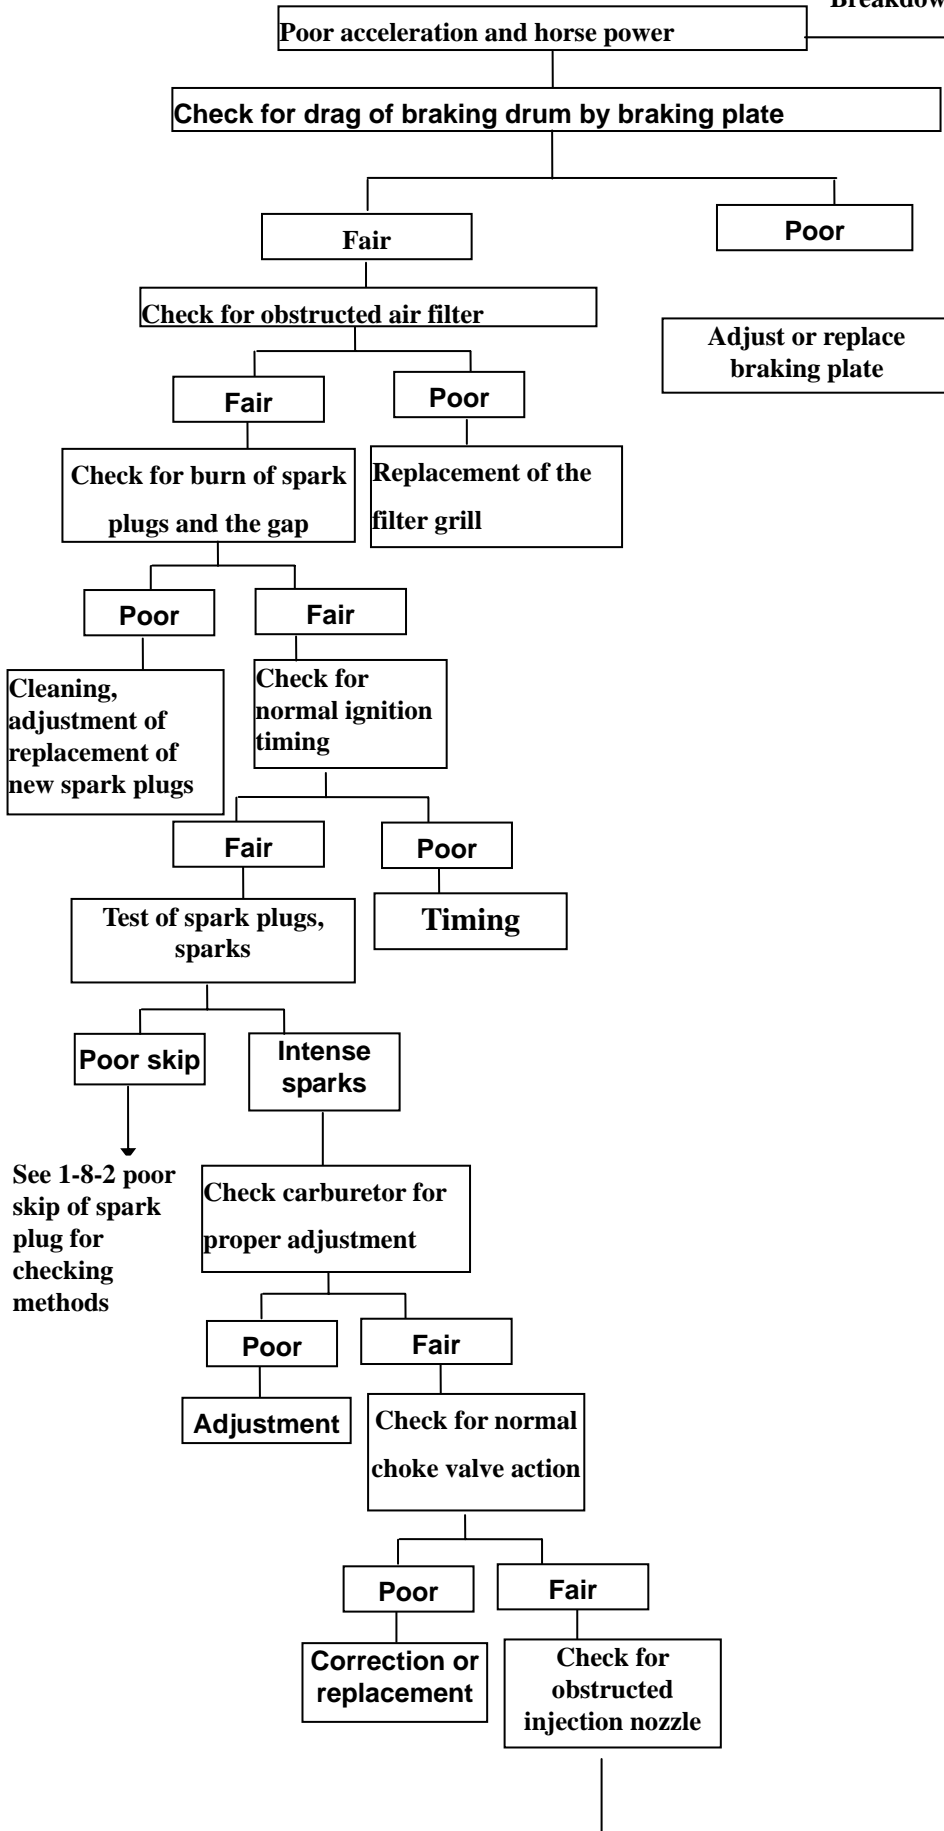 Poor acceleration and horse power
Check for drag of braking drum by braking plate
Fair
Poor
Check for obstructed air filter
Adjust or replace
braking plate
Fair
Poor
Check for burn of spark
plugs and the gap
Replacement of the
filter grill
Poor
Fair
Cleaning,
adjustment of
replacement of
new spark plugs
Check for
normal ignition
timing
Fair
Poor
Test of spark plugs,
sparks
Timing
Poor skip
Intense
sparks
See 1-8-2 poor
skip of spark
plug for
checking
methods
Check carburetor for
proper adjustment
Poor
Fair
Adjustment
Check for normal
choke valve action
Poor
Fair
Correction or
replacement
Check for
obstructed
injection nozzle